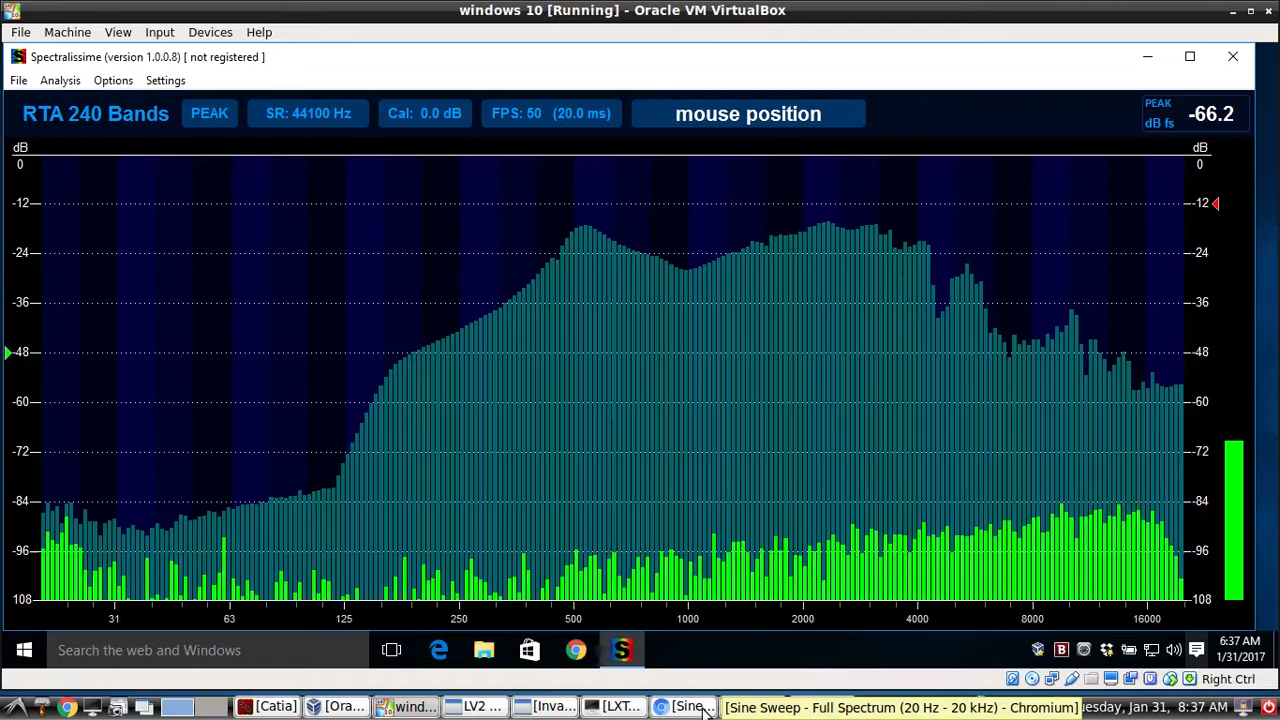 windows 10 [Running] - Oracle VM VirtualBox
File Machine View Input Devices Help
Spectralissime (version 1.0.0.8) [ not registered ]
File Analysis Options Settings
RTA 240 Bands PEAK SR: 44100 Hz Cal: 0.0 dB FPS: 50 (20.0 ms) mouse position PEAK dB fs -66.2
dB dB
0 0
-12 -12
-24 -24
-36 -36
-48 -48
-60 -60
-72 -72
-84 -84
-96 -96
108 -108
31 63 125 250 500 1000 2000 4000 8000 16000
Search the web and Windows
6:37 AM
1/31/2017
Right Ctrl
[Catia] [Ora... wind... LV2 ... [Inva... [LXT... [Sine... [Sine Sweep - Full Spectrum (20 Hz - 20 kHz) - Chromium] uesday, Jan 31, 8:37 AM